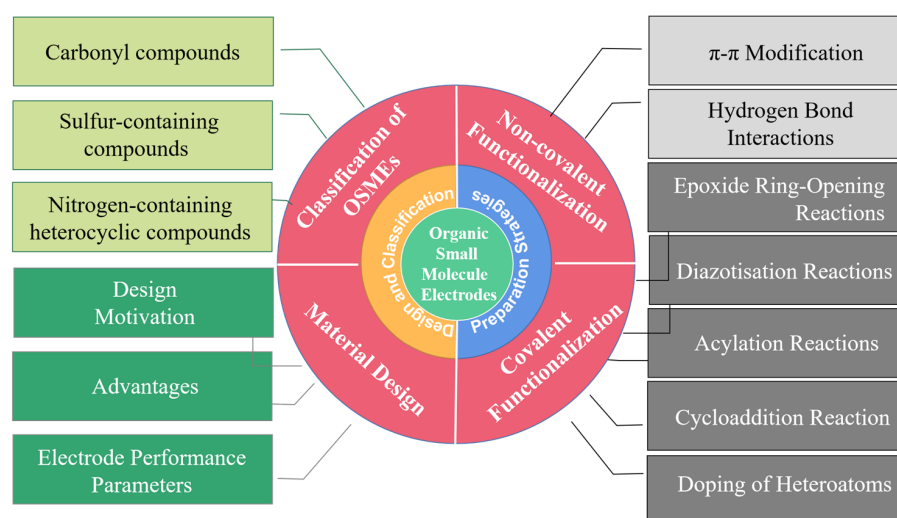 Carbonyl compounds
Sulfur-containing
compounds
Nitrogen-containing
heterocyclic compounds
Design
Motivation
Advantages
Electrode Performance
Parameters
Classification of
OSMEs
Non-covalent
Functionalization
Material Design
Covalent
Functionalization
Design and Classification
Preparation Strategies
Organic
Small
Molecule
Electrodes
π-π Modification
Hydrogen Bond
Interactions
Epoxide Ring-Opening
Reactions
Diazotisation Reactions
Acylation Reactions
Cycloaddition Reaction
Doping of Heteroatoms